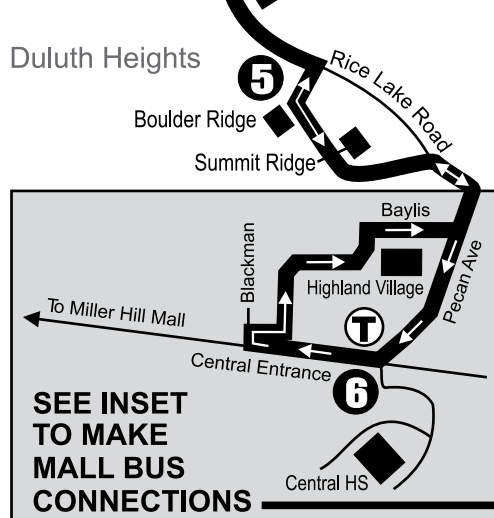 Duluth Heights
Rice Lake Road
5
Boulder Ridge
Summit Ridge
Baylis
Blackman
Pecan Ave
Highland Village
To Miller Hill Mall
T
Central Entrance
6
SEE INSET
TO MAKE
MALL BUS
CONNECTIONS
Central HS